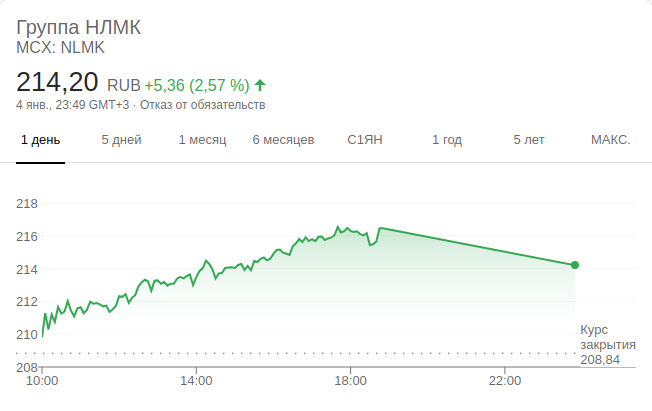 Группа НЛМК
MCX: NLMK
214,20 RUB +5,36 (2,57 %)
4 янв., 23:49 GMT+3 · Отказ от обязательств
1 день 5 дней 1 месяц 6 месяцев С1ЯН 1 год 5 лет МАКС.
218
216
214
212
210
208
Курс
закрытия
208,84
10:00 14:00 18:00 22:00